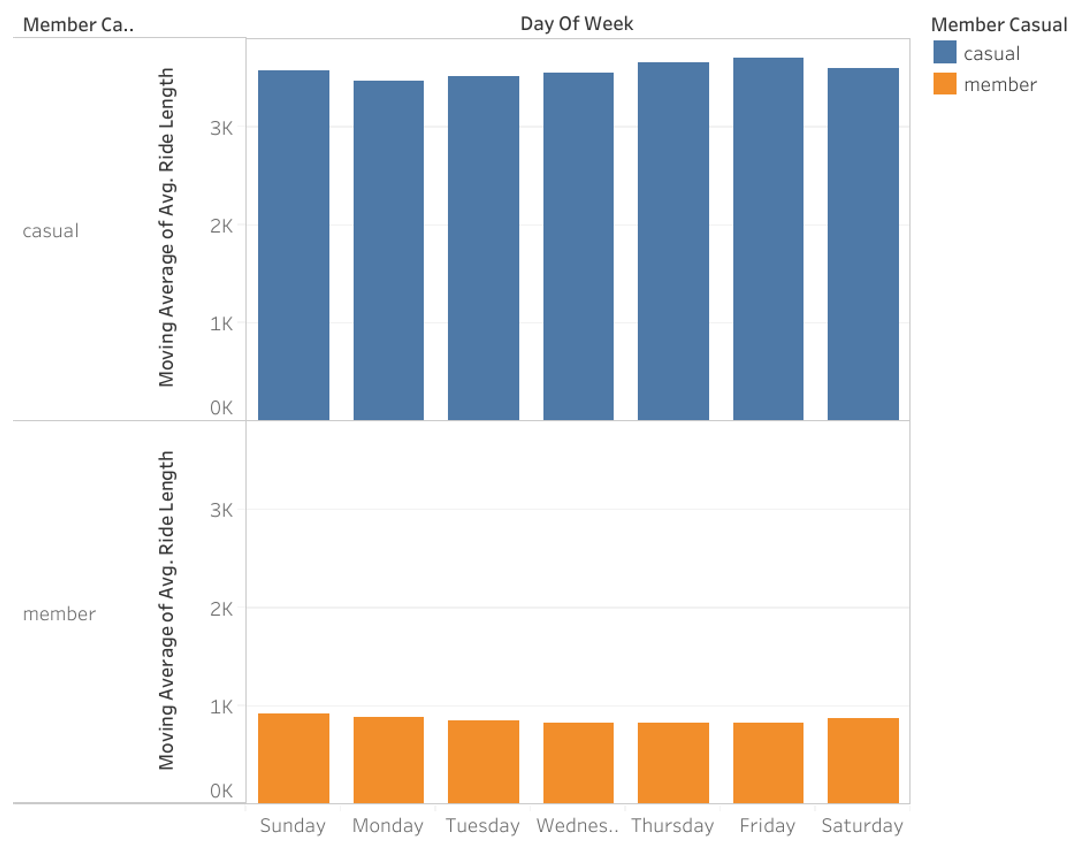 Member Ca..
Day Of Week
Member Casual
casual
member
casual
Moving Average of Avg. Ride Length
3K
2K
1K
0K
member
Moving Average of Avg. Ride Length
3K
2K
1K
0K
Sunday Monday Tuesday Wednes.. Thursday Friday Saturday